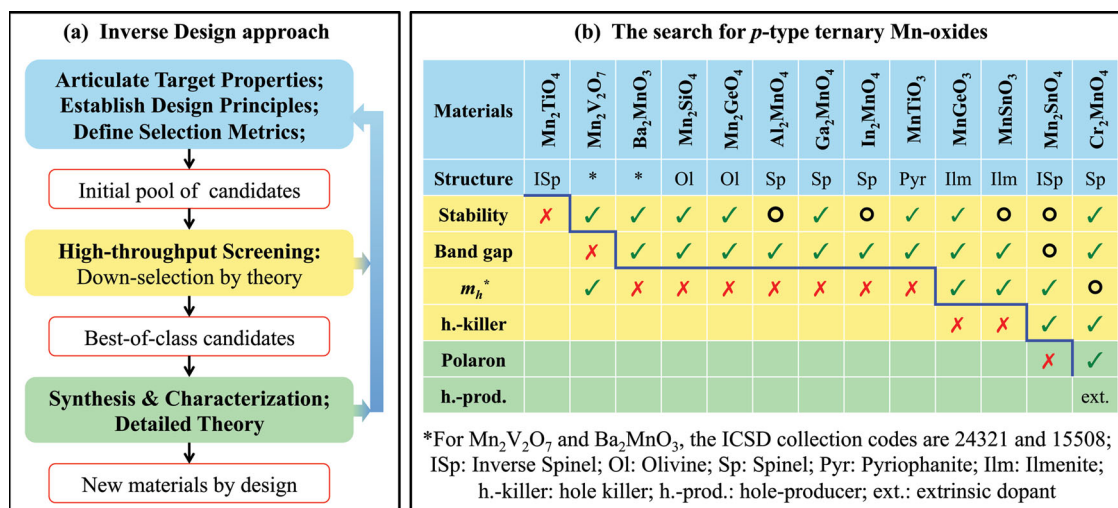 (a) Inverse Design approach
Articulate Target Properties;
Establish Design Principles;
Define Selection Metrics;
Initial pool of candidates
High-throughput Screening:
Down-selection by theory
Best-of-class candidates
Synthesis & Characterization;
Detailed Theory
New materials by design
(b) The search for p-type ternary Mn-oxides
Materials Mn₂TiO₄ Mn₂V₂O₇ Ba₂MnO₃ Mn₂SiO₄ Mn₂GeO₄ Al₂MnO₄ Ga₂MnO₄ In₂MnO₄ MnTiO₃ MnGeO₃ MnSnO₃ Mn₂SnO₄ Cr₂MnO₄
Structure ISp * * Ol Ol Sp Sp Sp Pyr Ilm Ilm ISp Sp
Stability ✗ ✓ ✓ ✓ ✓ O ✓ O ✓ ✓ O O ✓
Band gap ✗ ✓ ✓ ✓ ✓ ✓ ✓ ✓ ✓ ✓ O ✓
mₕ* ✓ ✗ ✗ ✗ ✗ ✗ ✗ ✗ ✓ ✓ ✓ O
h.-killer ✗ ✗ ✓ ✓
Polaron ✗ ✓
h.-prod. ext.
*For Mn₂V₂O₇ and Ba₂MnO₃, the ICSD collection codes are 24321 and 15508;
ISp: Inverse Spinel; Ol: Olivine; Sp: Spinel; Pyr: Pyriophanite; Ilm: Ilmenite;
h.-killer: hole killer; h.-prod.: hole-producer; ext.: extrinsic dopant